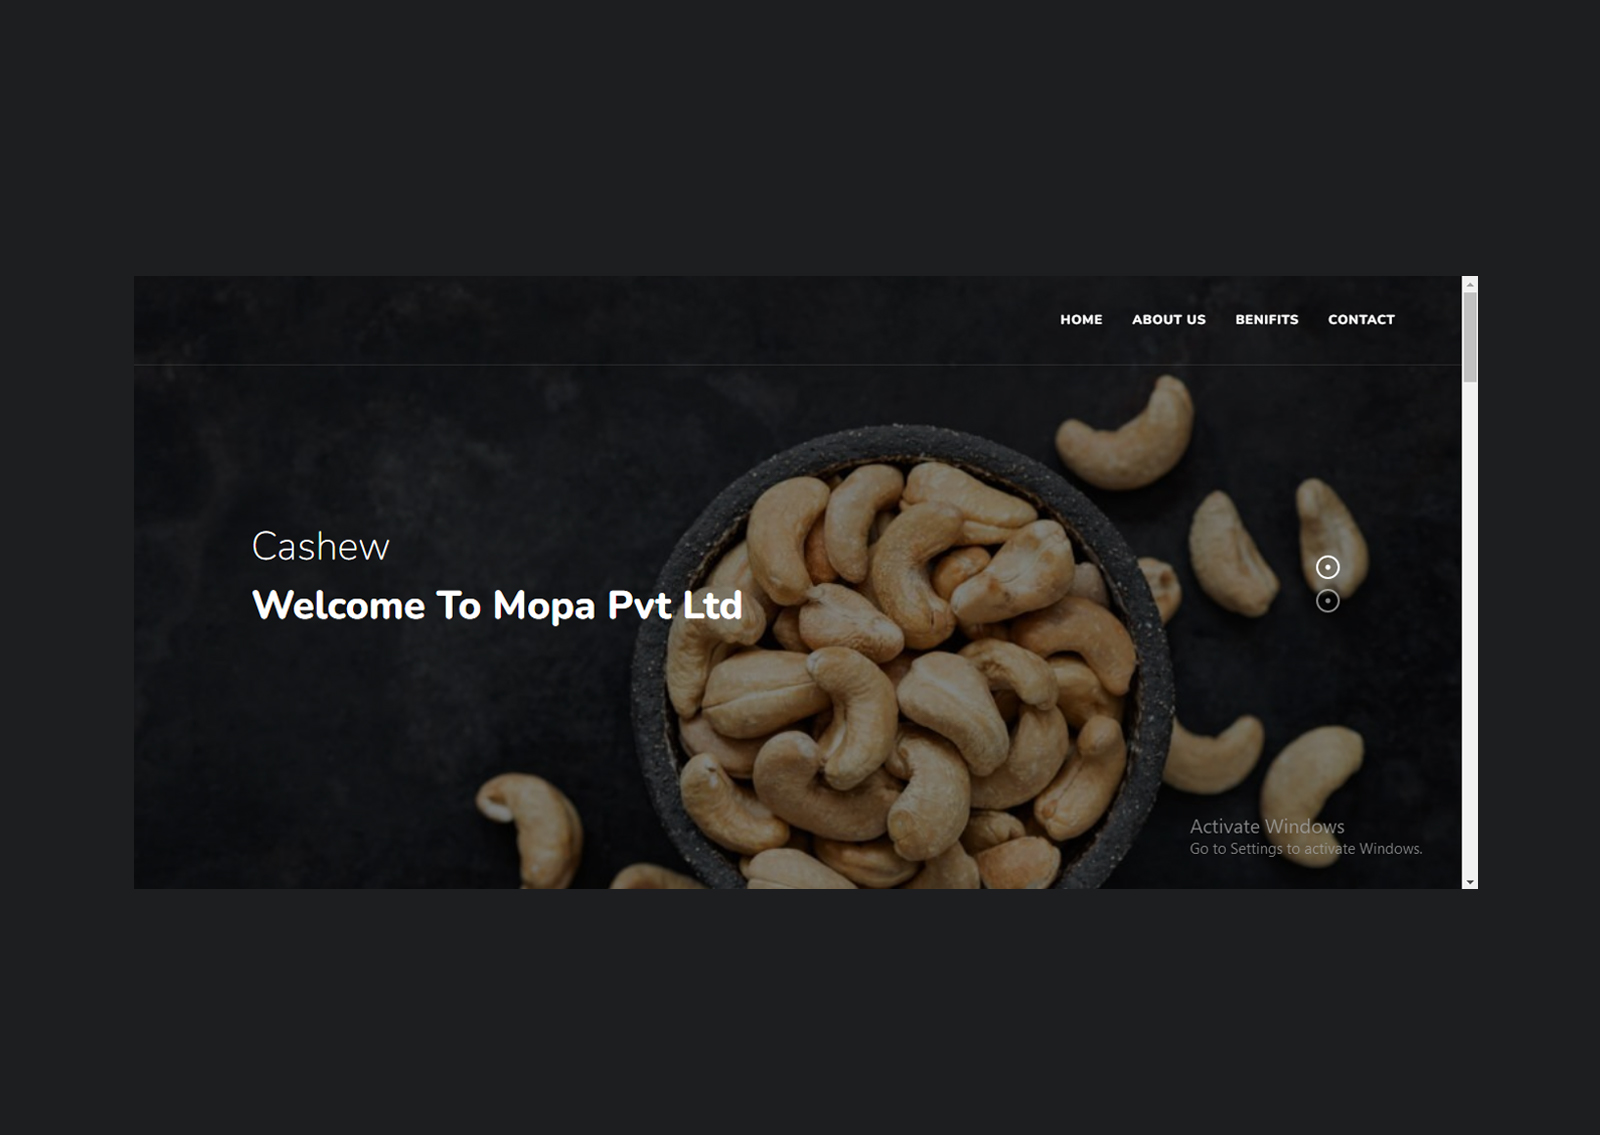 HOME ABOUT US BENIFITS CONTACT
Cashew
Welcome To Mopa Pvt Ltd
Activate Windows
Go to Settings to activate Windows.